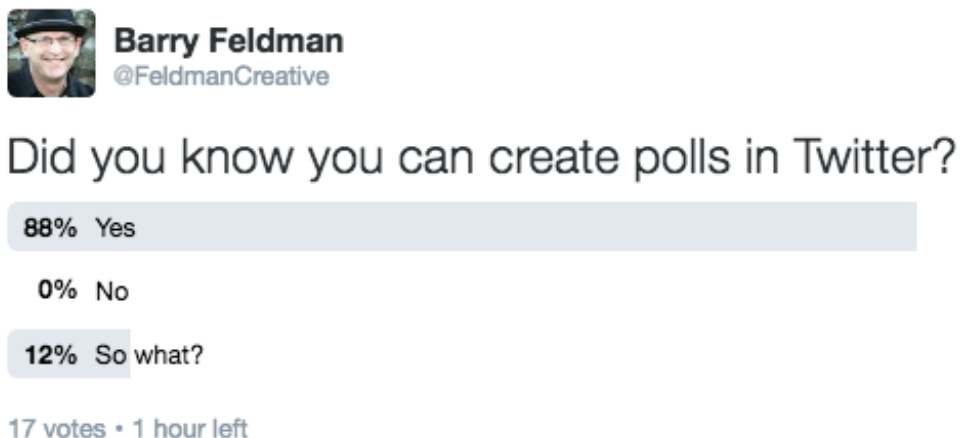 Barry Feldman
@FeldmanCreative
Did you know you can create polls in Twitter?
88% Yes
0% No
12% So what?
17 votes • 1 hour left